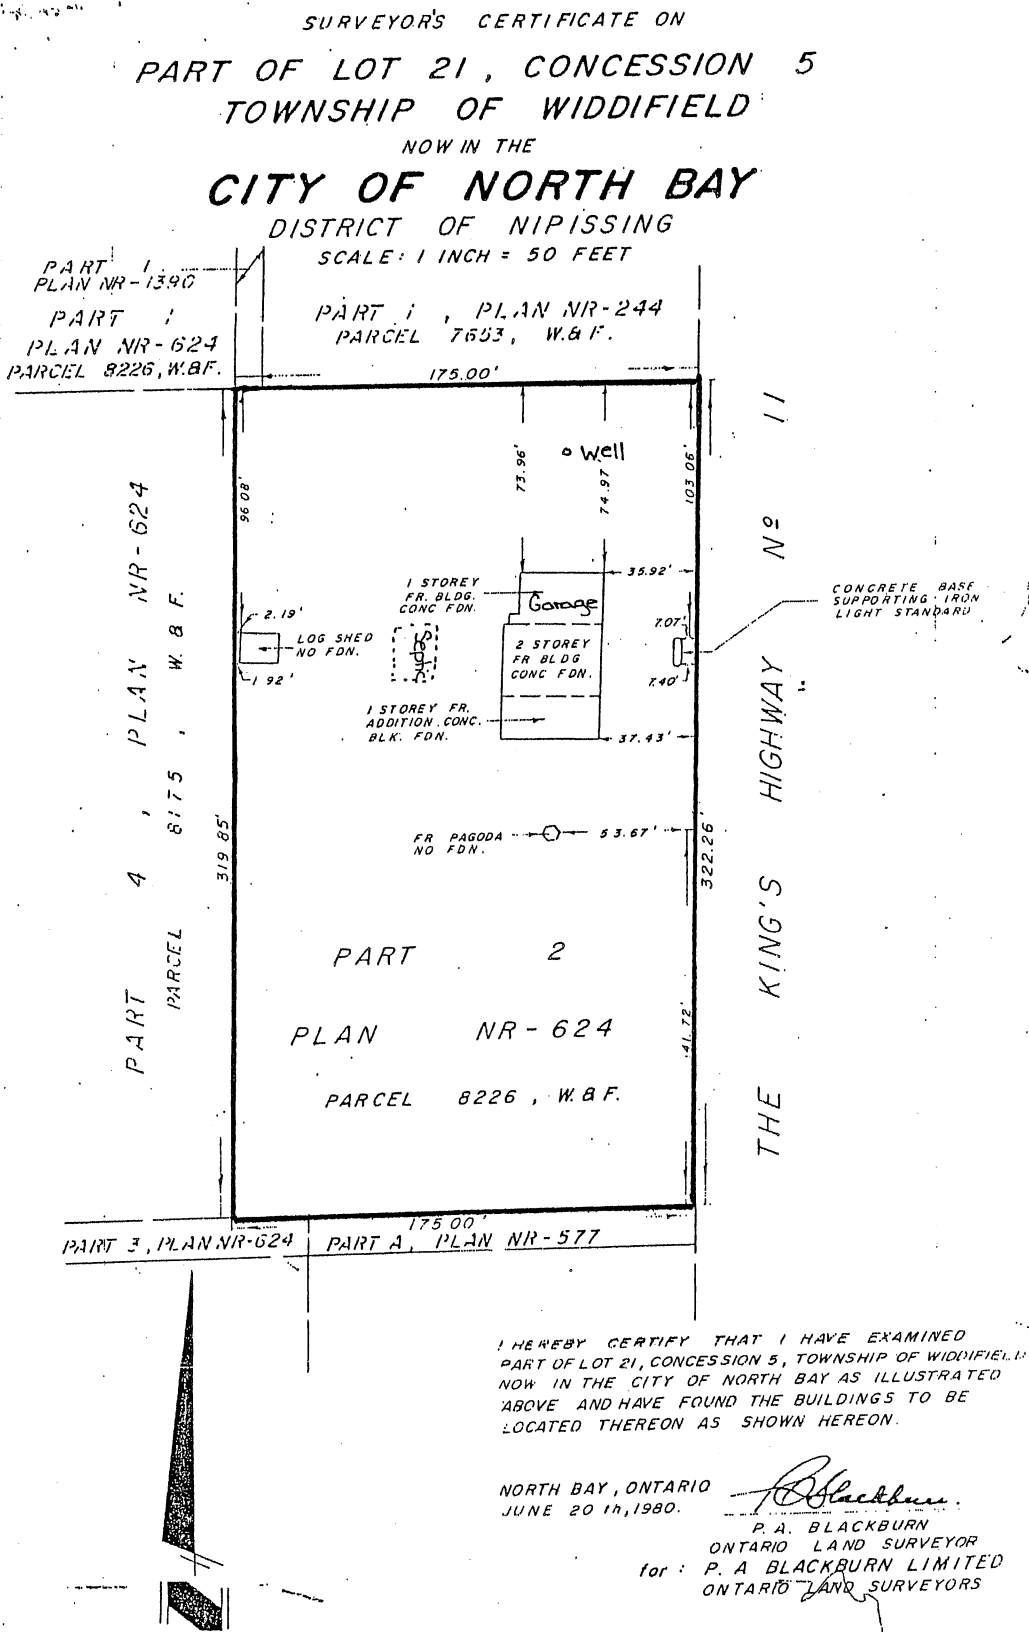 SURVEYOR'S CERTIFICATE ON
PART OF LOT 21, CONCESSION 5
TOWNSHIP OF WIDDIFIELD
NOW IN THE
CITY OF NORTH BAY
DISTRICT OF NIPISSING
SCALE: 1 INCH = 50 FEET
PART 1
PLAN NR-1390
PART 1
PLAN NR-624
PARCEL 8226, W.&F.
PART 1, PLAN NR-244
PARCEL 7653, W.&F.
175.00'
96.08'
73.96'
Well
74.97
103.06'
PART 4, PLAN NR-624
PARCEL 8175, W.&F.
THE KING'S HIGHWAY Nº 11
1 STOREY
FR. BLDG.
CONC FDN.
Garage
35.92'
CONCRETE BASE
SUPPORTING IRON
LIGHT STANDARD
2.19'
LOG SHED
NO FDN.
1.92'
Septic
2 STOREY
FR BLDG
CONC FDN.
7.07'
7.40'
1 STOREY FR.
ADDITION. CONC.
BLK. FDN.
37.43'
319.85'
FR PAGODA
NO FDN.
53.67'
322.26'
PART 2
PLAN NR-624
141.72'
PARCEL 8226, W.&F.
175.00'
PART 3, PLAN NR-624
PART A, PLAN NR-577
I HEREBY CERTIFY THAT I HAVE EXAMINED
PART OF LOT 21, CONCESSION 5, TOWNSHIP OF WIDDIFIELD
NOW IN THE CITY OF NORTH BAY AS ILLUSTRATED
ABOVE AND HAVE FOUND THE BUILDINGS TO BE
LOCATED THEREON AS SHOWN HEREON.
NORTH BAY, ONTARIO
JUNE 20 th, 1980.
P.A. BLACKBURN
ONTARIO LAND SURVEYOR
for: P. A BLACKBURN LIMITED
ONTARIO LAND SURVEYORS